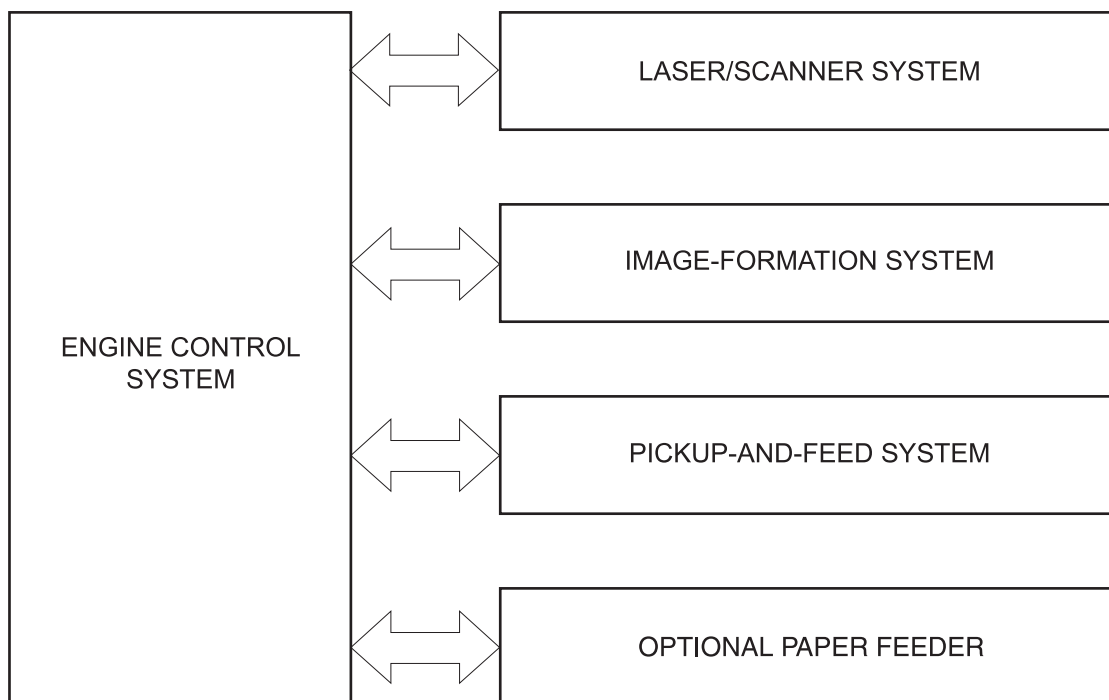 LASER/SCANNER SYSTEM
IMAGE-FORMATION SYSTEM
ENGINE CONTROL
SYSTEM
PICKUP-AND-FEED SYSTEM
OPTIONAL PAPER FEEDER